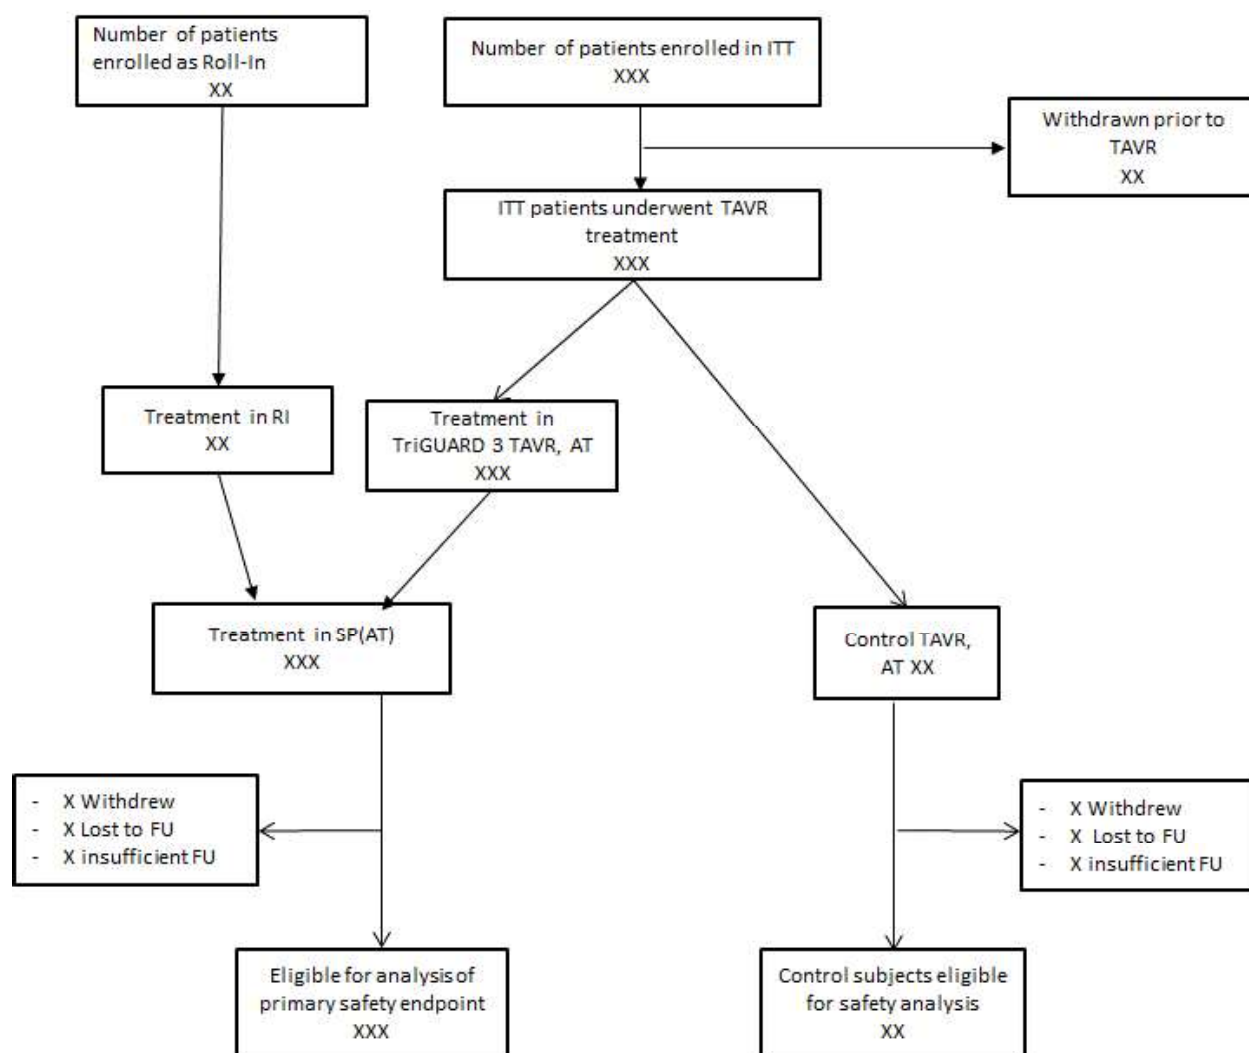 Number of patients
enrolled as Roll-In
XX
Number of patients enrolled in ITT
XXX
Withdrawn prior to
TAVR
XX
ITT patients underwent TAVR
treatment
XXX
Treatment in RI
XX
Treatment in
TriGUARD 3 TAVR, AT
XXX
Treatment in SP(AT)
XXX
Control TAVR,
AT XX
- X Withdrew
- X Lost to FU
- X insufficient FU
- X Withdrew
- X Lost to FU
- X insufficient FU
Eligible for analysis of
primary safety endpoint
XXX
Control subjects eligible
for safety analysis
XX